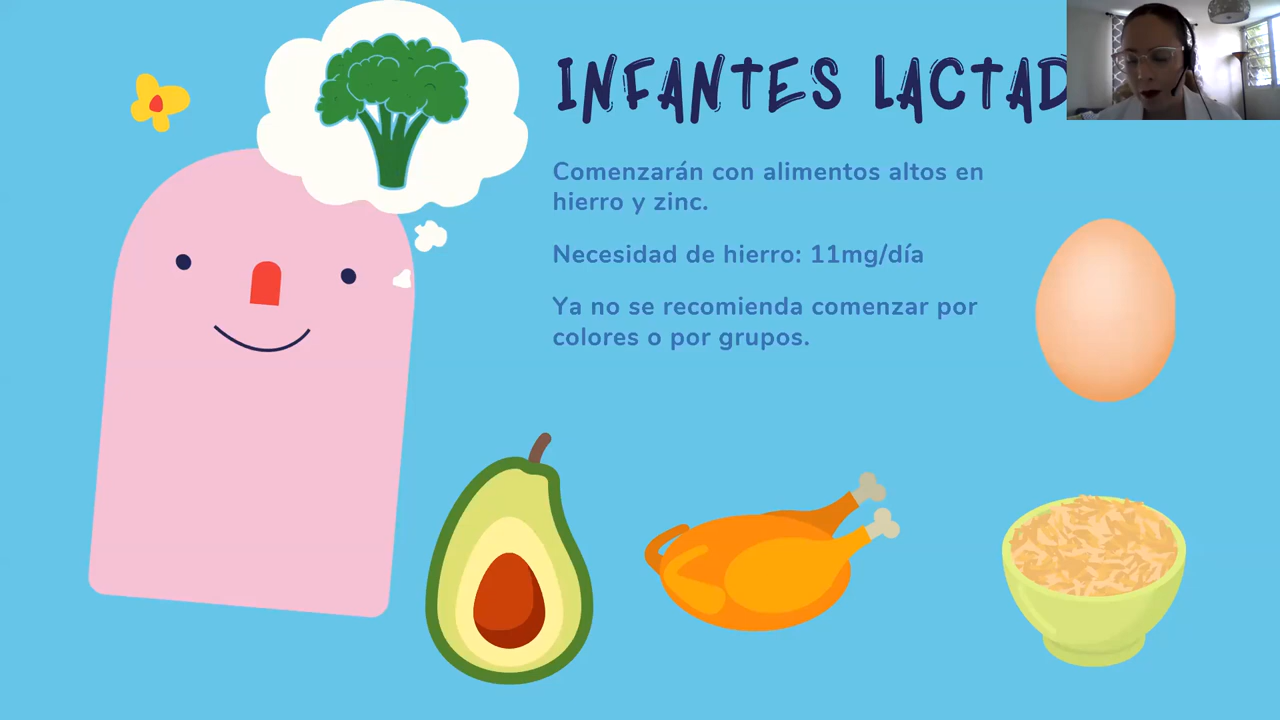 INFANTES LACTAD
Comenzarán con alimentos altos en
hierro y zinc.
Necesidad de hierro: 11mg/día
Ya no se recomienda comenzar por
colores o por grupos.